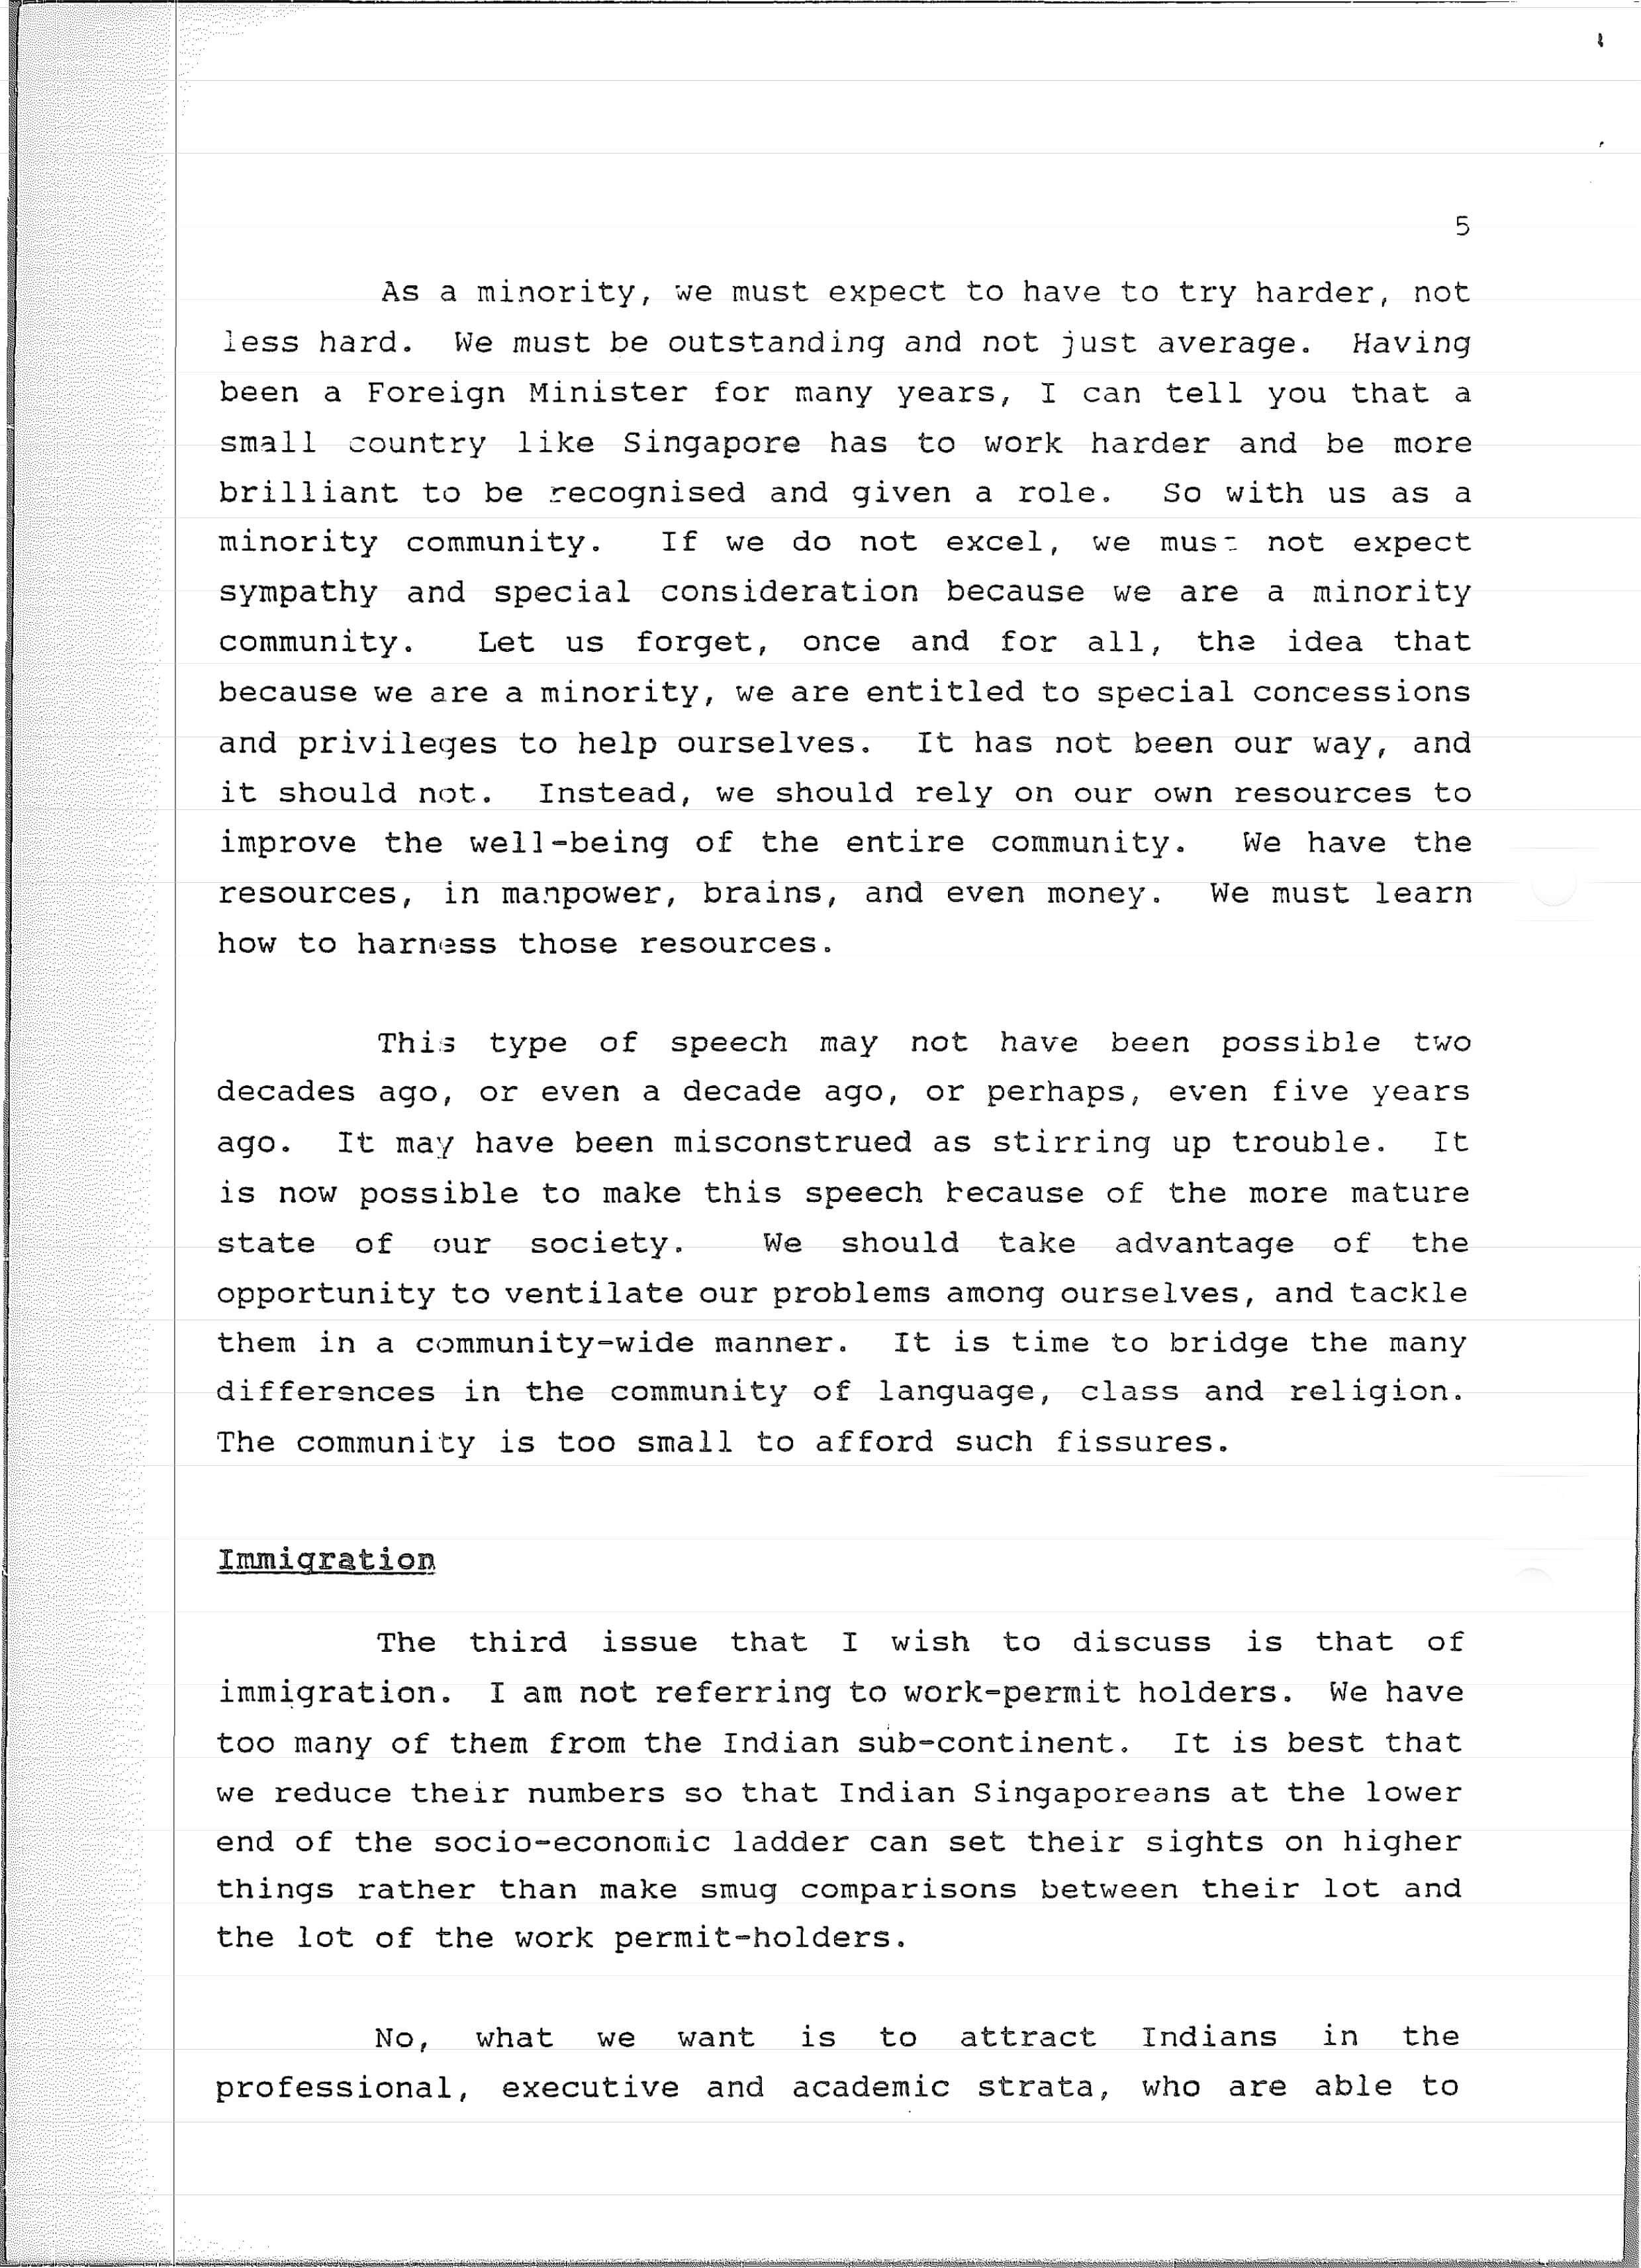 5
As a minority, we must expect to have to try harder, not
less hard. We must be outstanding and not just average. Having
been a Foreign Minister for many years, I can tell you that a
small country like Singapore has to work harder and be more
brilliant to be recognised and given a role. So with us as a
minority community. If we do not excel, we must not expect
sympathy and special consideration because we are a minority
community. Let us forget, once and for all, the idea that
because we are a minority, we are entitled to special concessions
and privileges to help ourselves. It has not been our way, and
it should not. Instead, we should rely on our own resources to
improve the well-being of the entire community. We have the
resources, in manpower, brains, and even money. We must learn
how to harness those resources.
This type of speech may not have been possible two
decades ago, or even a decade ago, or perhaps, even five years
ago. It may have been misconstrued as stirring up trouble. It
is now possible to make this speech because of the more mature
state of our society. We should take advantage of the
opportunity to ventilate our problems among ourselves, and tackle
them in a community-wide manner. It is time to bridge the many
differences in the community of language, class and religion.
The community is too small to afford such fissures.
Immigration
The third issue that I wish to discuss is that of
immigration. I am not referring to work-permit holders. We have
too many of them from the Indian sub-continent. It is best that
we reduce their numbers so that Indian Singaporeans at the lower
end of the socio-economic ladder can set their sights on higher
things rather than make smug comparisons between their lot and
the lot of the work permit-holders.
No, what we want is to attract Indians in the
professional, executive and academic strata, who are able to